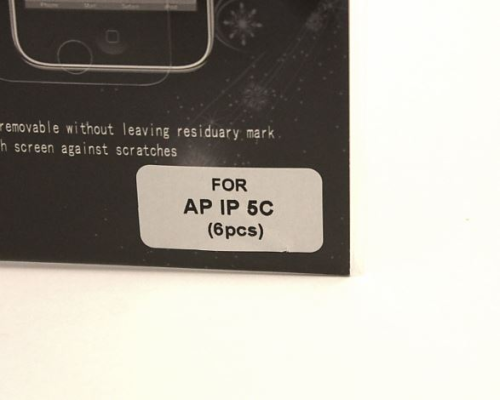 removable without leaving residuary mark
screen against scratches
FOR
AP IP 5C
(6pcs)